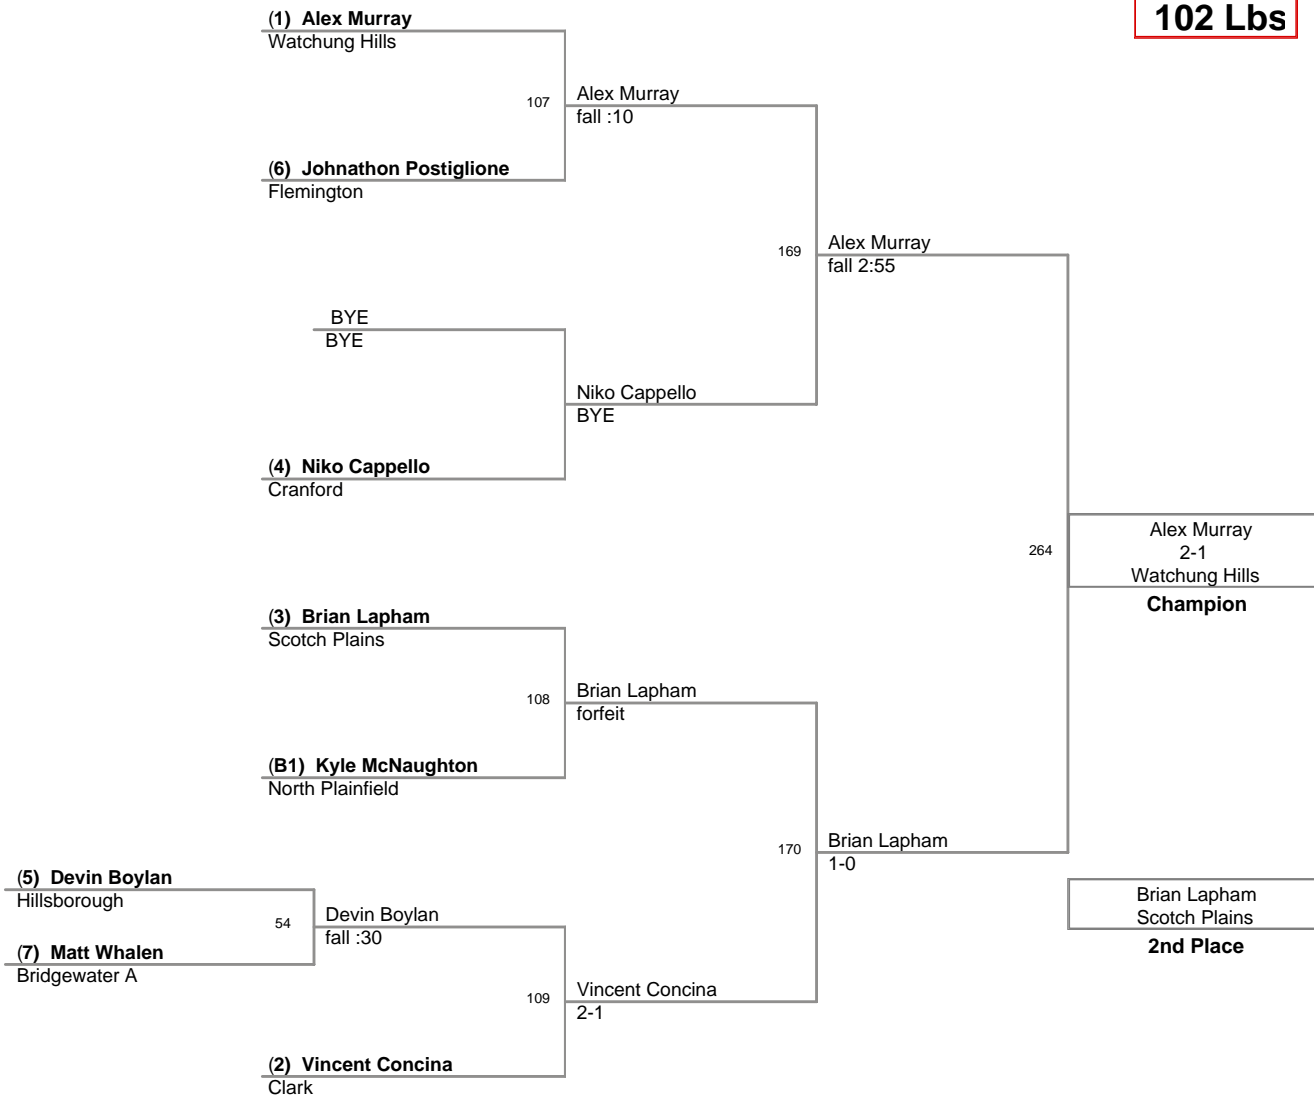 102 Lbs
(1) Alex Murray
Watchung Hills
107
Alex Murray
fall :10
(6) Johnathon Postiglione
Flemington
169
Alex Murray
fall 2:55
BYE
BYE
Niko Cappello
BYE
(4) Niko Cappello
Cranford
264
Alex Murray
2-1
Watchung Hills
Champion
(3) Brian Lapham
Scotch Plains
108
Brian Lapham
forfeit
(B1) Kyle McNaughton
North Plainfield
170
Brian Lapham
1-0
(5) Devin Boylan
Hillsborough
54
Devin Boylan
fall :30
(7) Matt Whalen
Bridgewater A
Brian Lapham
Scotch Plains
2nd Place
109
Vincent Concina
2-1
(2) Vincent Concina
Clark